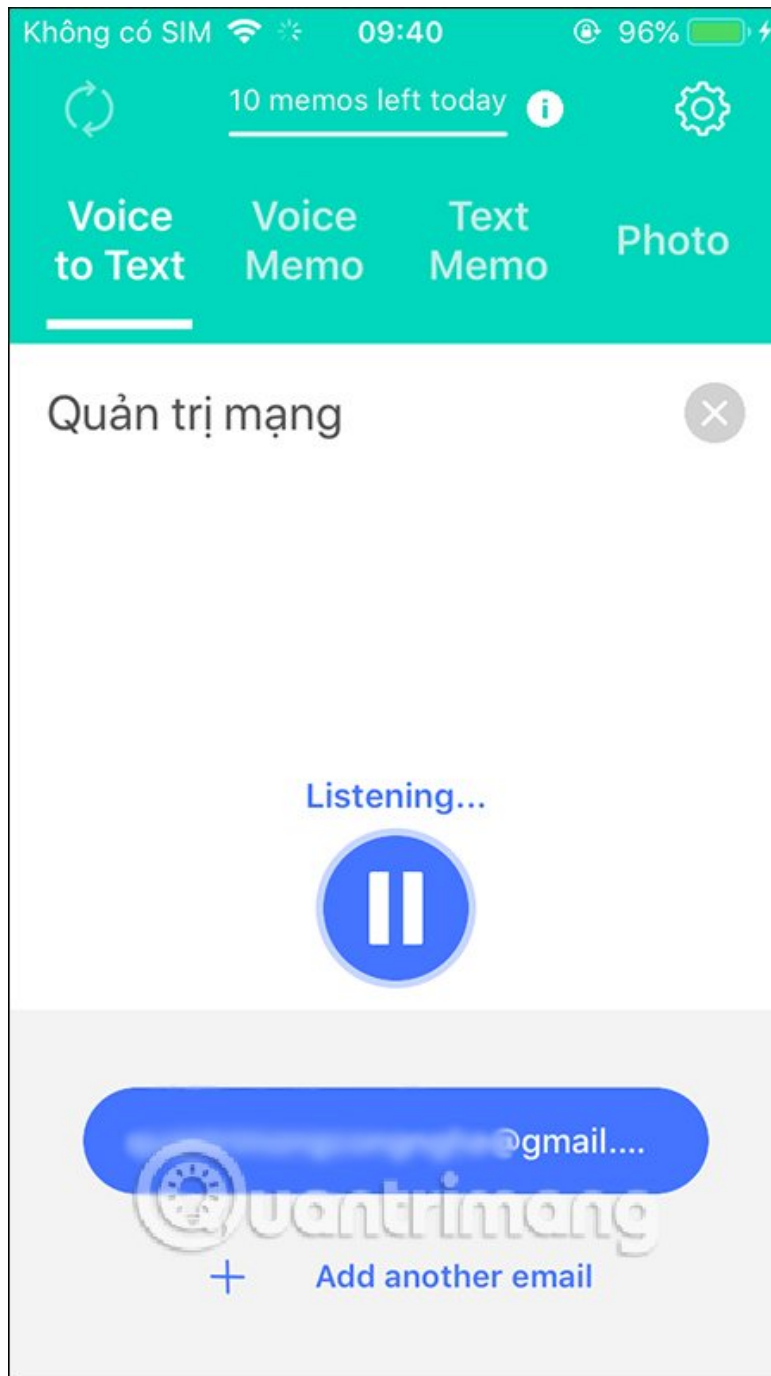 Không có SIM 09:40 96%
10 memos left today
Voice to Text
Voice Memo
Text Memo
Photo
Quản trị mạng
Listening...
@gmail....
Quantrimang
+ Add another email